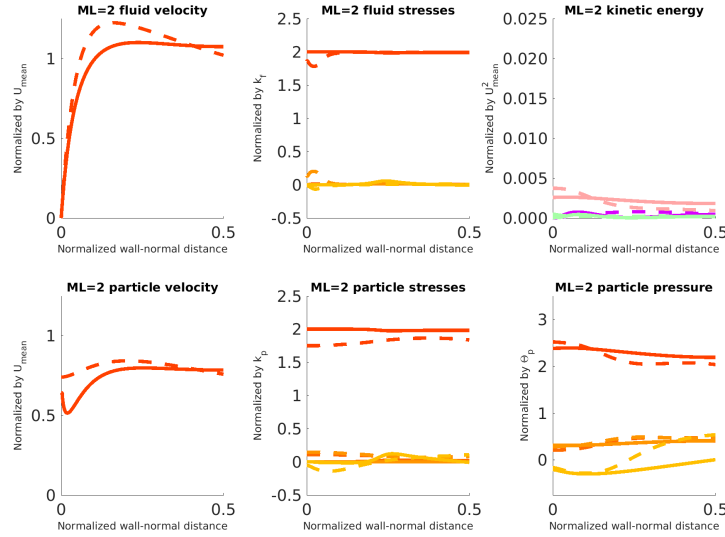 ML=2 fluid velocity
Normalized by U_mean
1
0.5
0
0
0.5
Normalized wall-normal distance
ML=2 fluid stresses
Normalized by k_f
2.5
2
1.5
1
0.5
0
-0.5
0
0.5
Normalized wall-normal distance
ML=2 kinetic energy
Normalized by U²_mean
0.025
0.020
0.015
0.010
0.005
0.000
0
0.5
Normalized wall-normal distance
ML=2 particle velocity
Normalized by U_mean
1
0.5
0
0
0.5
Normalized wall-normal distance
ML=2 particle stresses
Normalized by k_p
2.5
2
1.5
1
0.5
0
-0.5
0
0.5
Normalized wall-normal distance
ML=2 particle pressure
Normalized by Θ_p
3
2
1
0
0
0.5
Normalized wall-normal distance